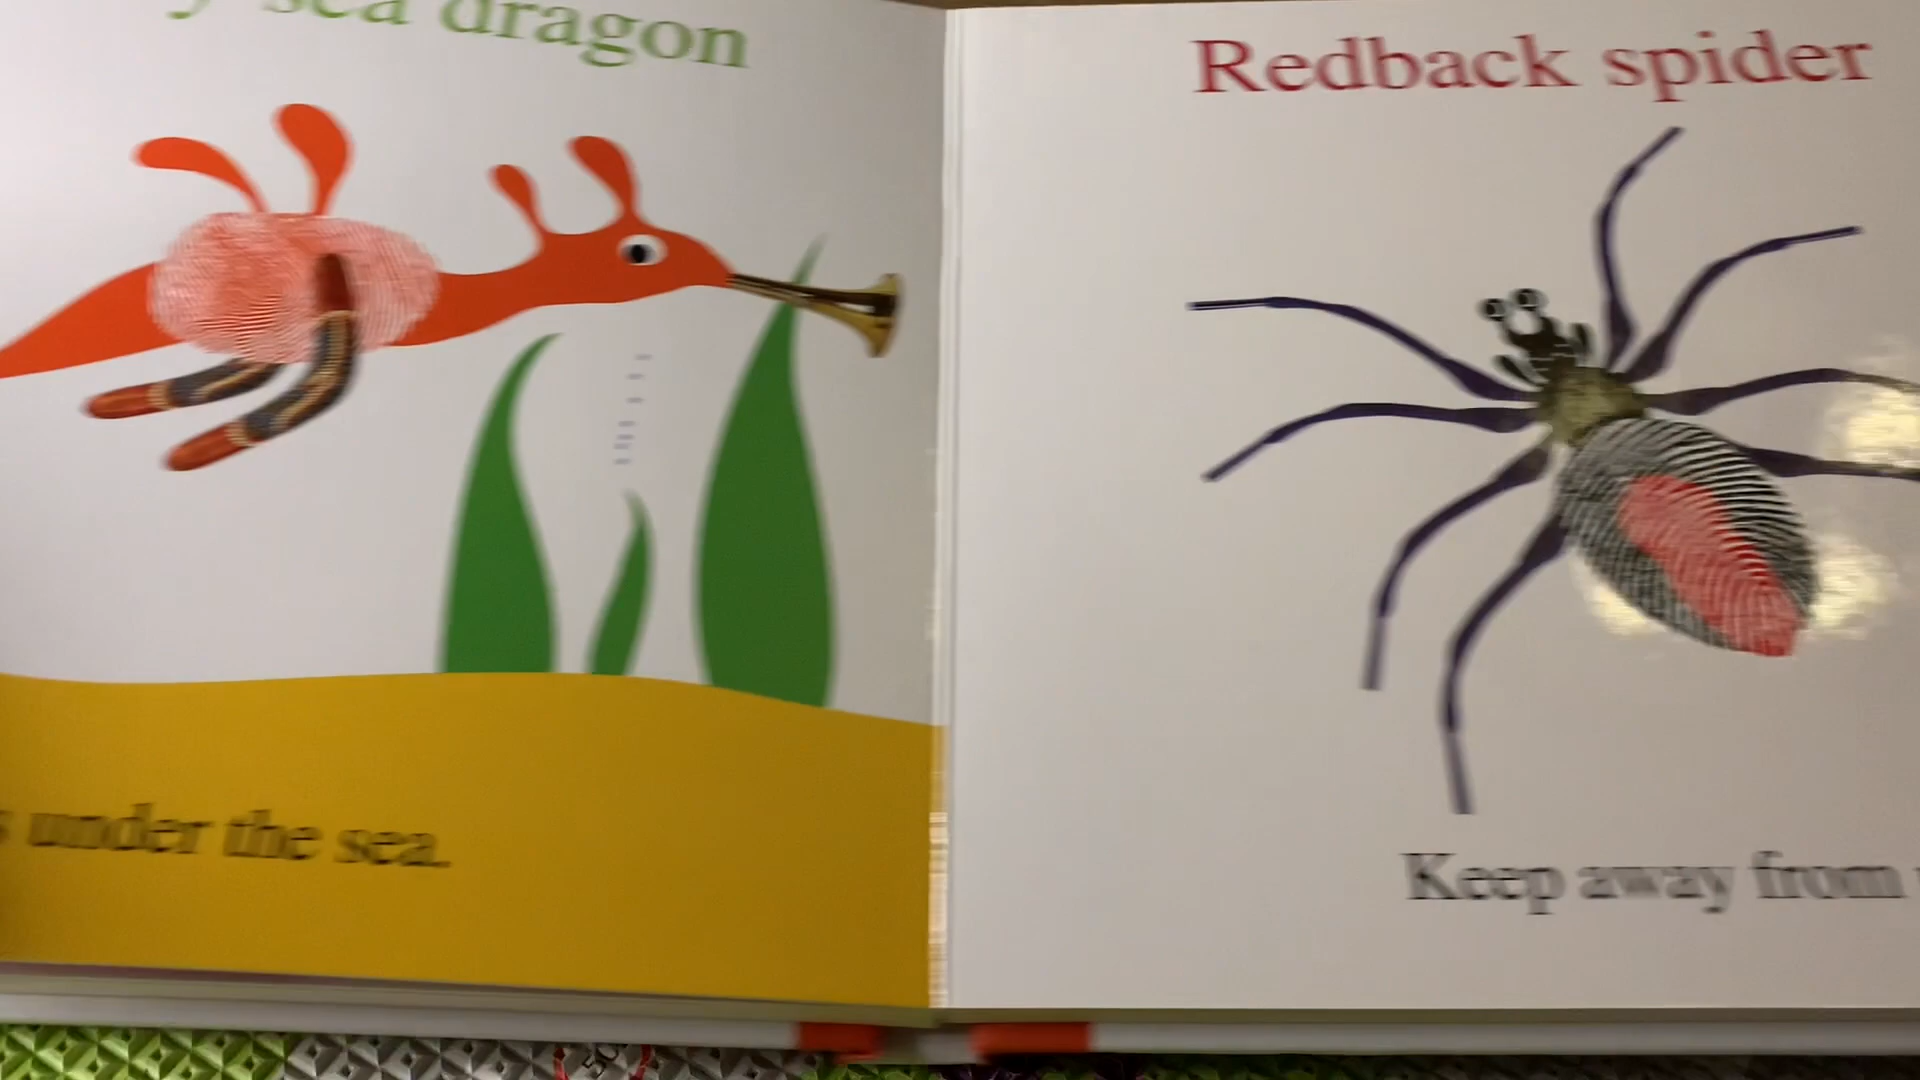 y sea dragon
s under the sea.
Redback spider
Keep away from